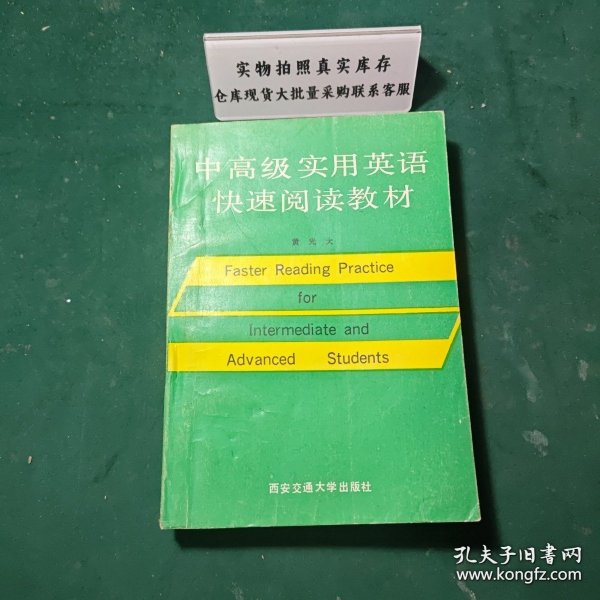 实物拍照真实库存
仓库现货大批量采购联系客服
中高级实用英语
快速阅读教材
黄光大
Faster Reading Practice
for
Intermediate and
Advanced Students
西安交通大学出版社
孔夫子旧书网
www.kongfz.com